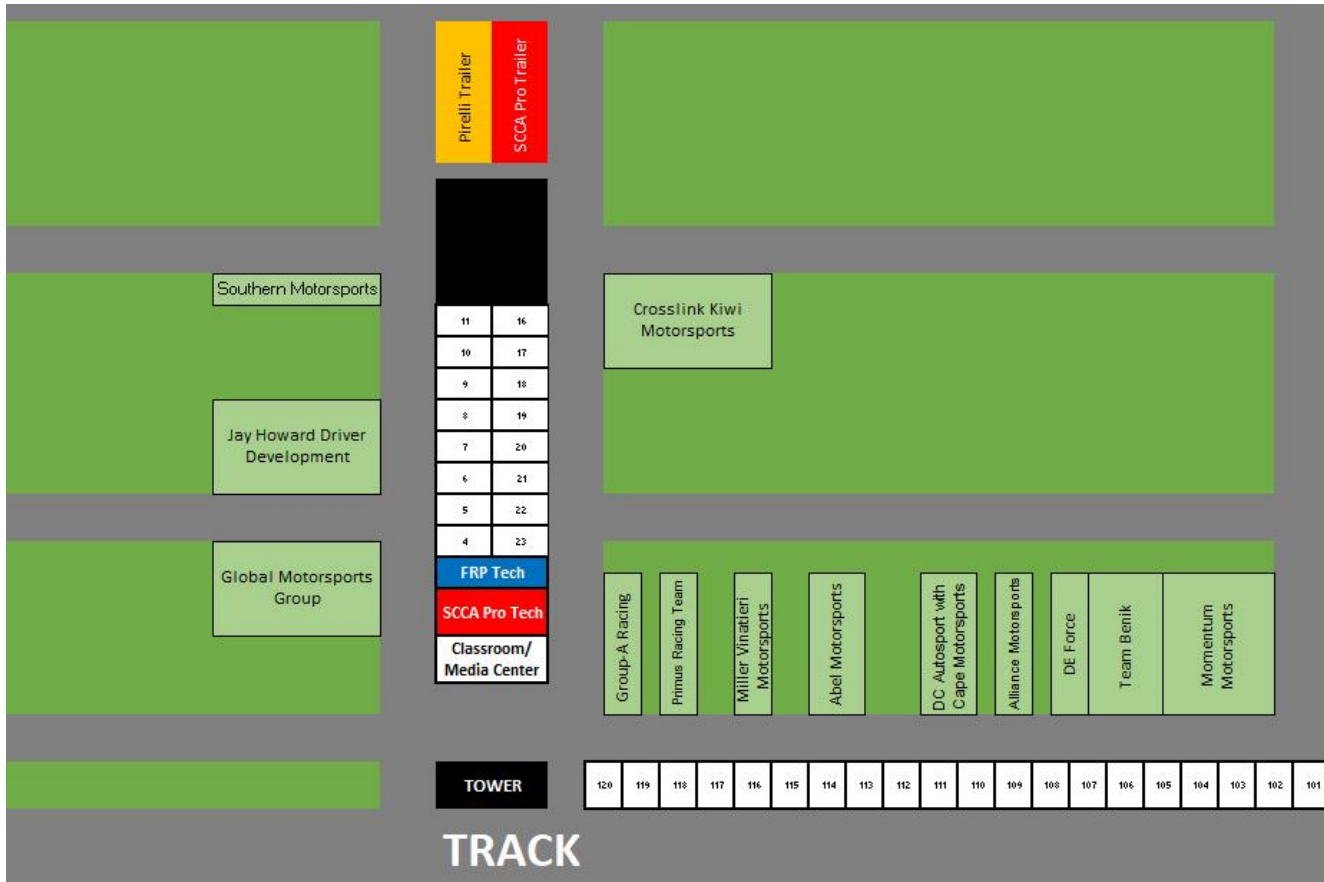 Pirelli Trailer
SCCA Pro Trailer
Southern Motorsports
Crosslink Kiwi
Motorsports
11
16
10
17
9
18
8
19
7
20
6
21
5
22
4
23
Jay Howard Driver
Development
Global Motorsports
Group
FRP Tech
SCCA Pro Tech
Classroom/
Media Center
Group-A Racing
Primus Racing Team
Miller Vinatieri
Motorsports
Abel Motorsports
DC Autosport with
Cape Motorsports
Alliance Motorsports
DE Force
Team Benik
Momentum
Motorsports
TOWER
120
119
118
117
116
115
114
113
112
111
110
109
108
107
106
105
104
103
102
101
TRACK